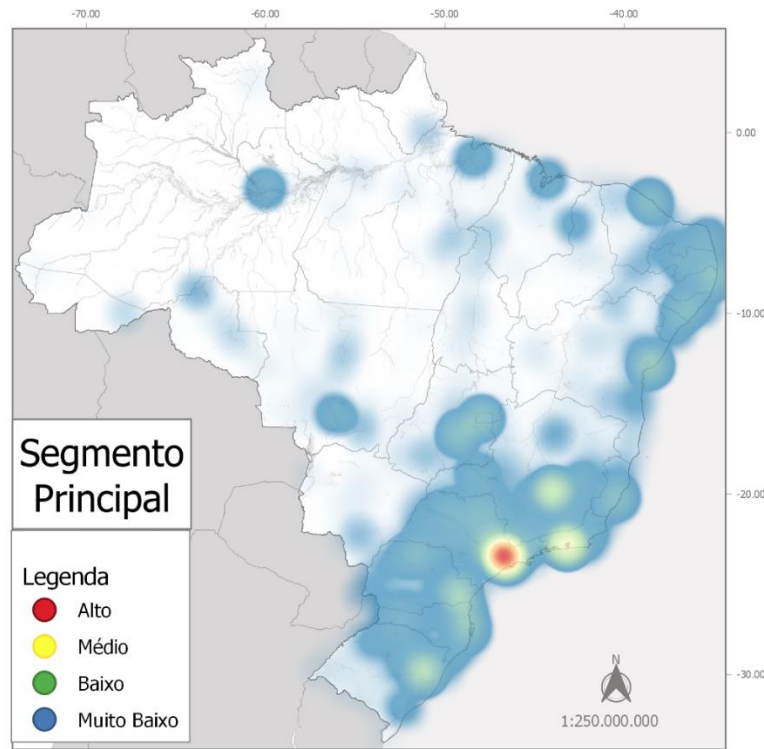 -70.00 -60.00 -50.00 -40.00
0.00
-10.00
-20.00
-30.00
Segmento
Principal
Legenda
Alto
Médio
Baixo
Muito Baixo
N
1:250.000.000